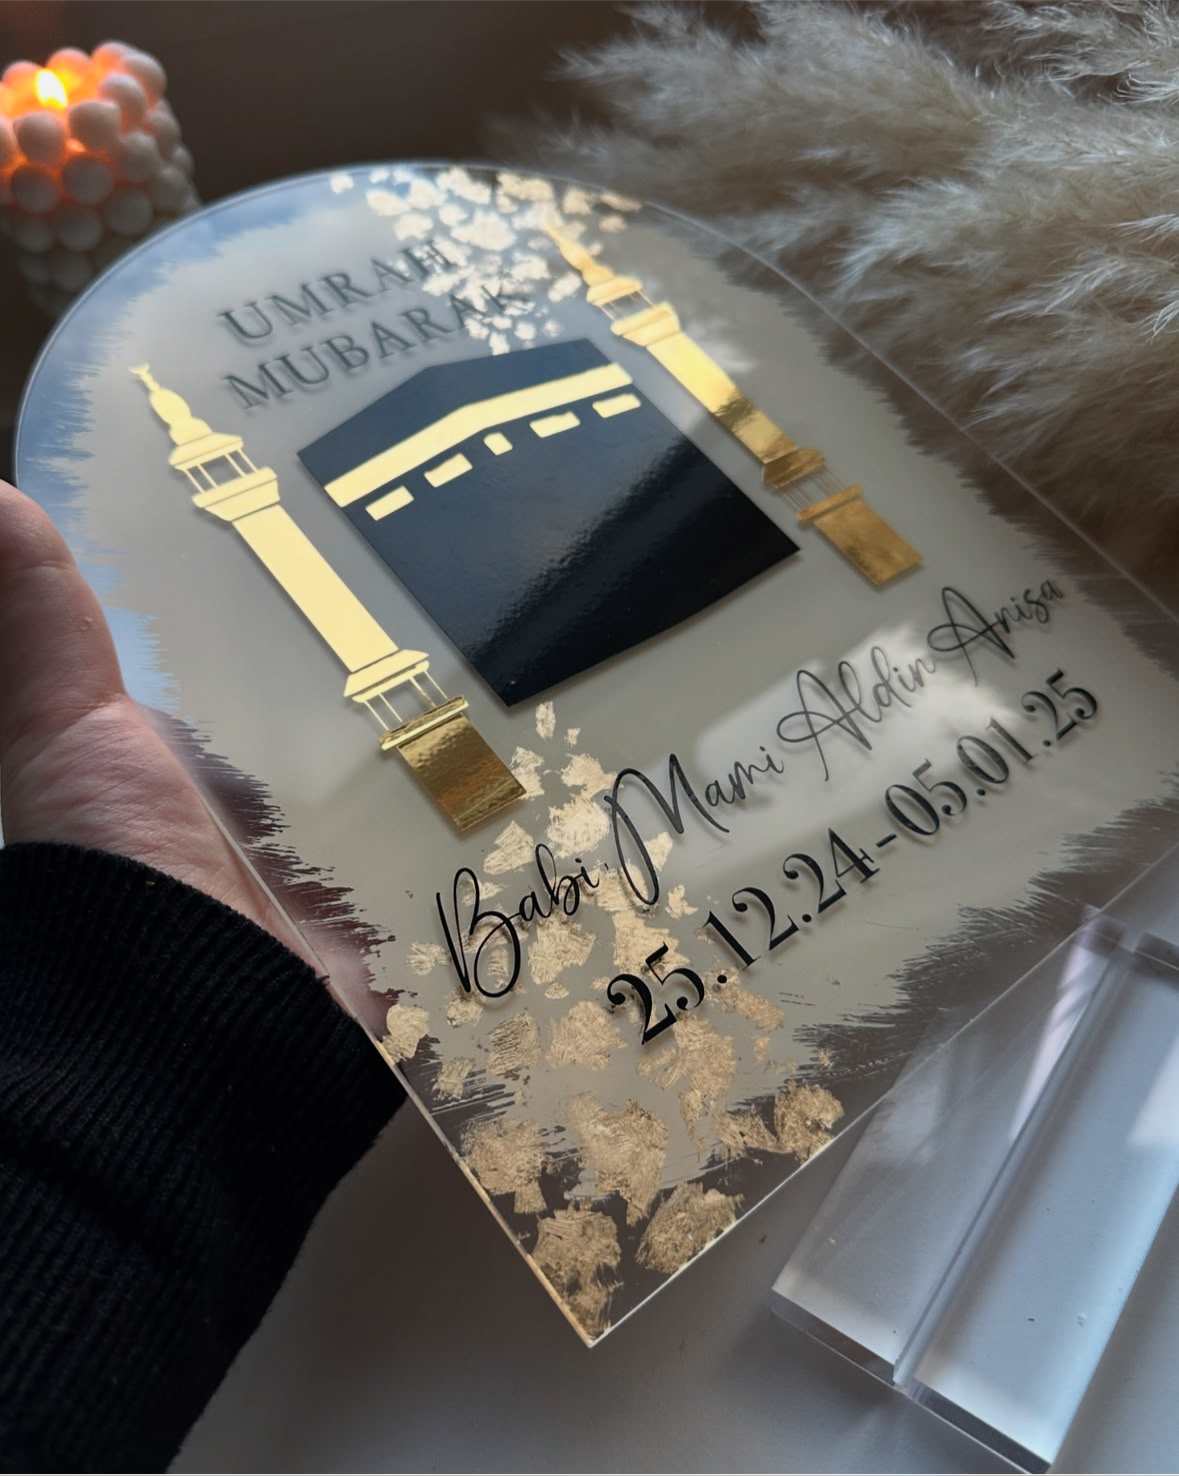 UMRAH
MUBARAK
Babi, Mami Aldin Anisa
25.12.24-05.01.25